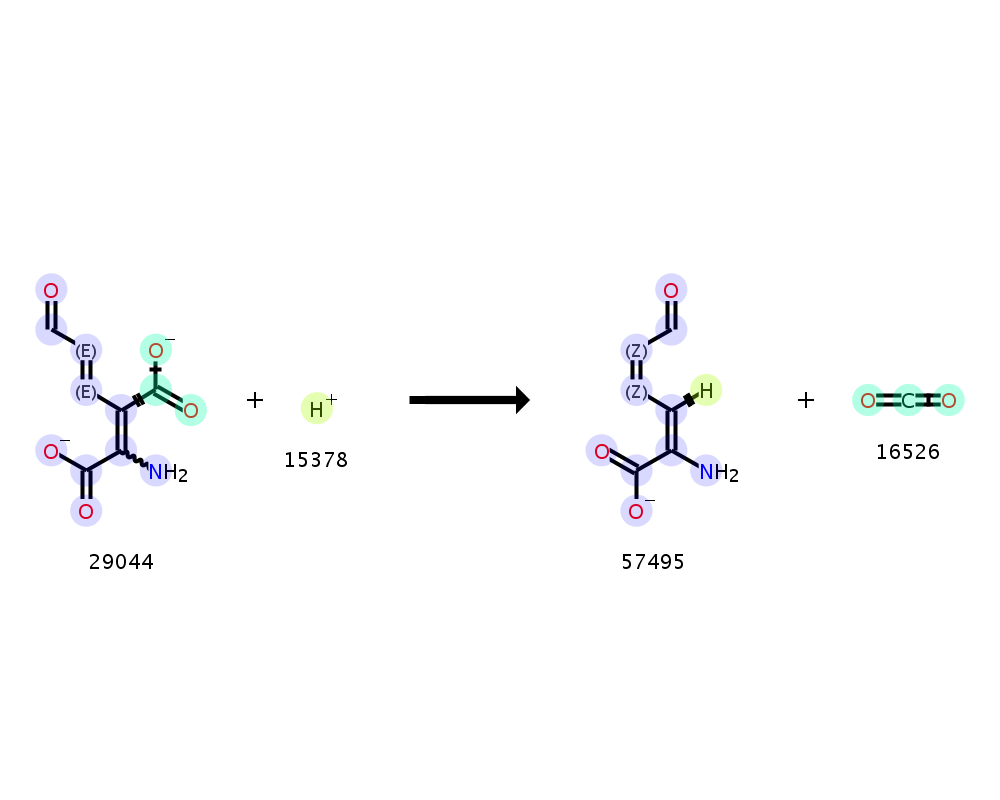 O O
(E) O⁻ (Z)
(E) O (Z) H
+ H⁺ + O C O
O⁻ NH₂ 15378 O NH₂ 16526
O O⁻
29044 57495